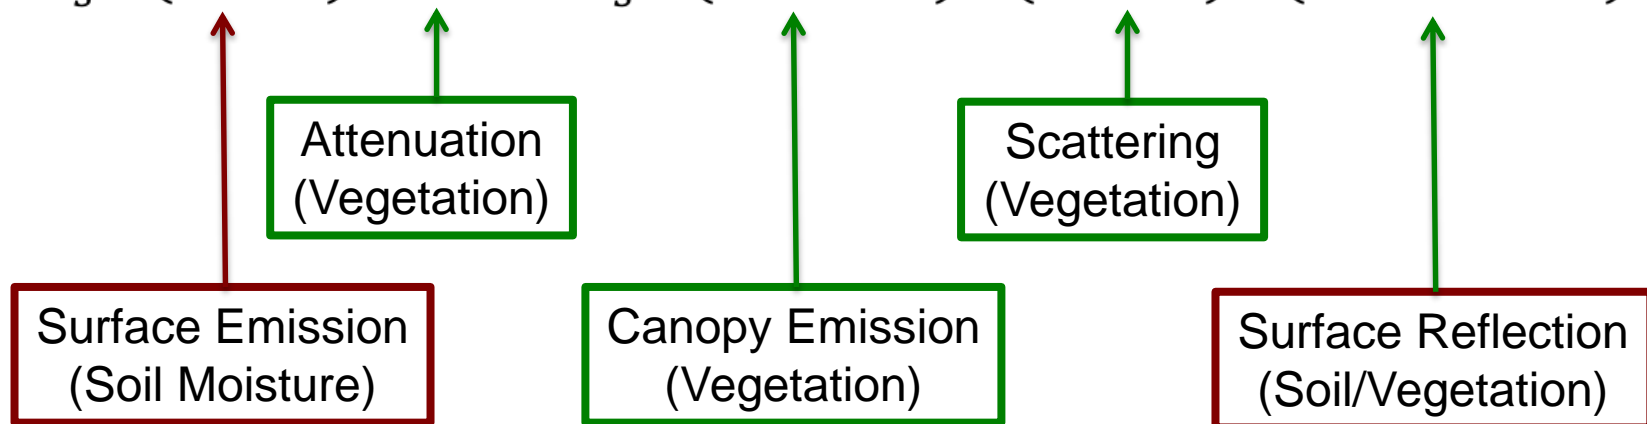 Attenuation
(Vegetation)
Scattering
(Vegetation)
Surface Emission
(Soil Moisture)
Canopy Emission
(Vegetation)
Surface Reflection
(Soil/Vegetation)